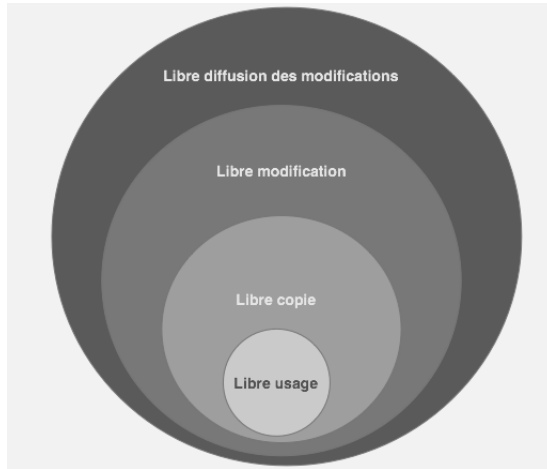 Libre diffusion des modifications
Libre modification
Libre copie
Libre usage